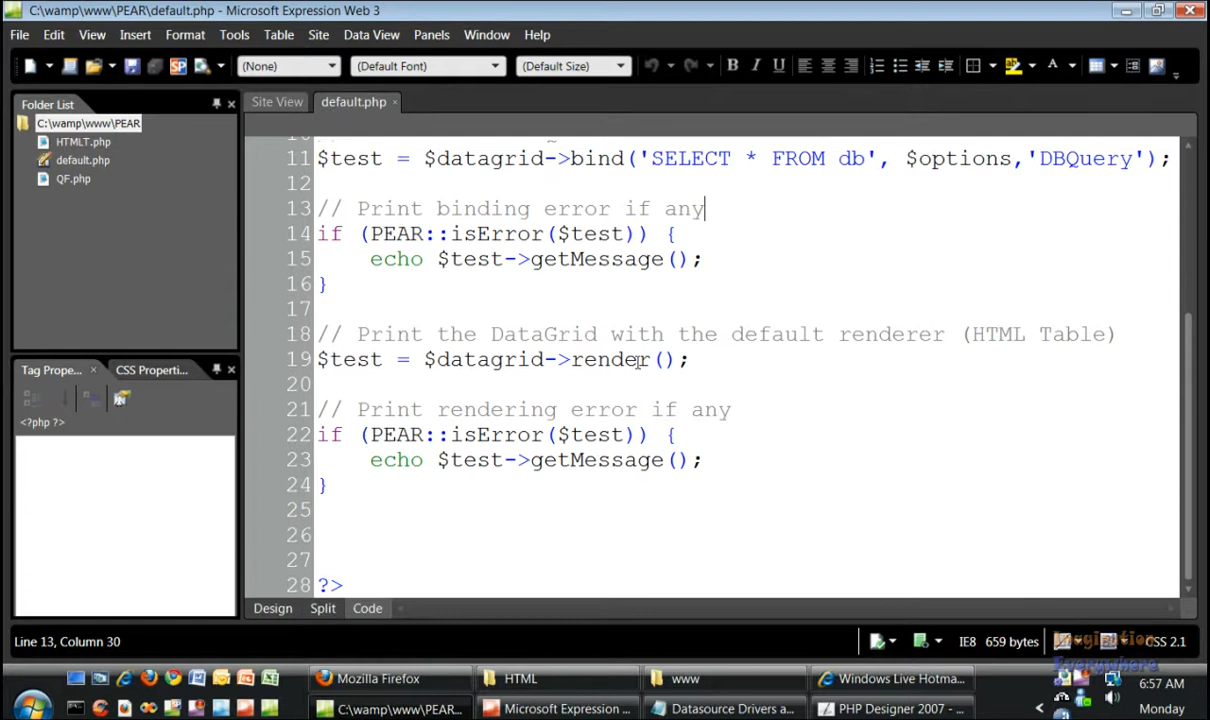 C:\wamp\www\PEAR\default.php - Microsoft Expression Web 3
File Edit View Insert Format Tools Table Site Data View Panels Window Help
(None) (Default Font) (Default Size) B I U A
Folder List
C:\wamp\www\PEAR
HTMLT.php
default.php
QF.php
Site View default.php
11 $test = $datagrid->bind('SELECT * FROM db', $options,'DBQuery');
12
13 // Print binding error if any
14 if (PEAR::isError($test)) {
15 echo $test->getMessage();
16 }
17
18 // Print the DataGrid with the default renderer (HTML Table)
19 $test = $datagrid->render();
20
21 // Print rendering error if any
22 if (PEAR::isError($test)) {
23 echo $test->getMessage();
24 }
25
26
27
28 ?>
Tag Prope... CSS Properti...
<?php ?>
Design Split Code
Line 13, Column 30
IE8 659 bytes CSS 2.1
Imagination
Everywhere
Mozilla Firefox HTML www Windows Live Hotma...
C:\wamp\www\PEAR... Microsoft Expression ... Datasource Drivers a... PHP Designer 2007 - ...
6:57 AM
Monday